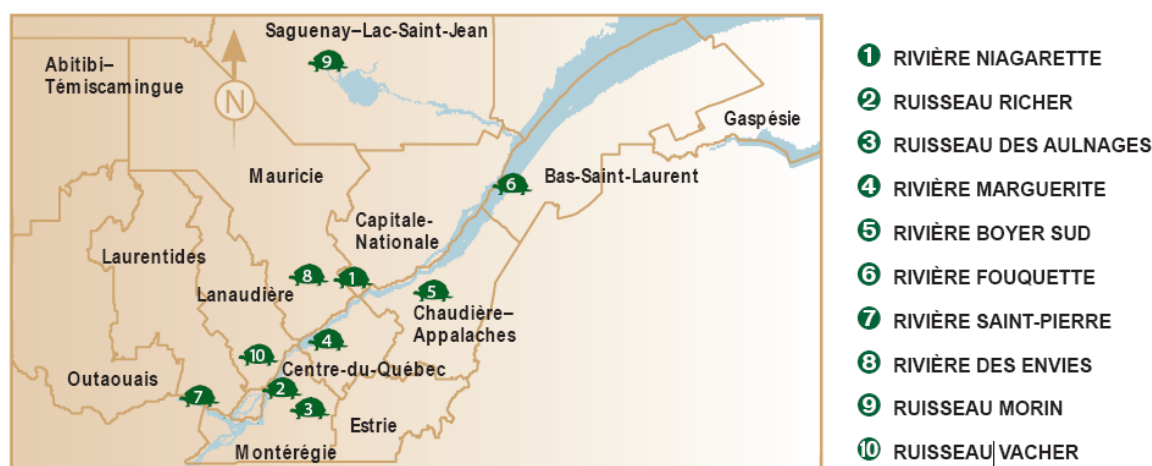 Saguenay–Lac-Saint-Jean
Abitibi–
Témiscamingue
9
N
Gaspésie
Mauricie
6
Bas-Saint-Laurent
Capitale-
Nationale
Laurentides
8
1
Lanaudière
5
Chaudière–
Appalaches
4
10
Centre-du-Québec
Outaouais
7
2
3
Estrie
Montérégie
1 RIVIÈRE NIAGARETTE
2 RUISSEAU RICHER
3 RUISSEAU DES AULNAGES
4 RIVIÈRE MARGUERITE
5 RIVIÈRE BOYER SUD
6 RIVIÈRE FOUQUETTE
7 RIVIÈRE SAINT-PIERRE
8 RIVIÈRE DES ENVIES
9 RUISSEAU MORIN
10 RUISSEAU VACHER